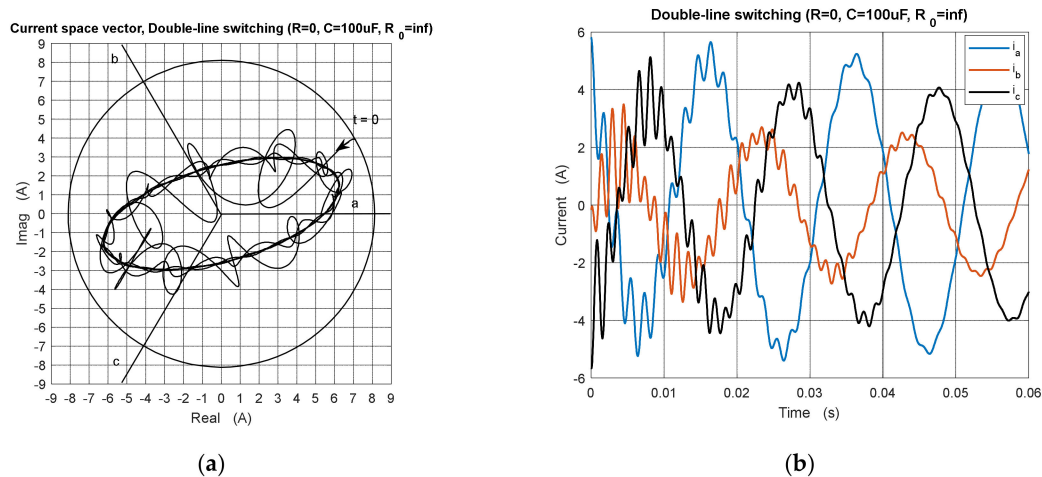 Current space vector, Double-line switching (R=0, C=100uF, R 0=inf)
9
8
7
6
5
4
3
2
1
0
-1
-2
-3
-4
-5
-6
-7
-8
-9
Imag (A)
b
t = 0
a
c
-9 -8 -7 -6 -5 -4 -3 -2 -1 0 1 2 3 4 5 6 7 8 9
Real (A)
(a)
Double-line switching (R=0, C=100uF, R 0=inf)
6
4
2
0
-2
-4
-6
Current (A)
ia
ib
ic
0 0.01 0.02 0.03 0.04 0.05 0.06
Time (s)
(b)